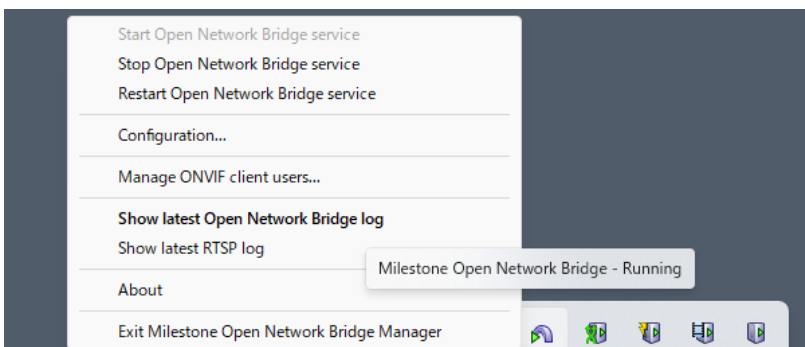 Start Open Network Bridge service
Stop Open Network Bridge service
Restart Open Network Bridge service
Configuration...
Manage ONVIF client users...
Show latest Open Network Bridge log
Show latest RTSP log
Milestone Open Network Bridge - Running
About
Exit Milestone Open Network Bridge Manager